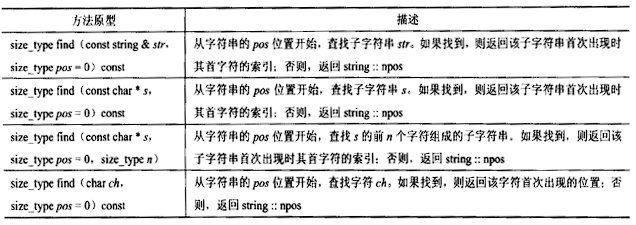 方法原型 描述
size_type find（const string & str， 从字符串的 pos 位置开始，查找子字符串 str。如果找到，则返回该子字符串首次出现时
size_type pos = 0）const 其首字符的索引；否则，返回 string :: npos
size_type find（const char * s， 从字符串的 pos 位置开始，查找子字符串 s。如果找到，则返回该子字符串首次出现时
size_type pos = 0）const 其首字符的索引；否则，返回 string :: npos
size_type find（const char * s， 从字符串的 pos 位置开始，查找 s 的前 n 个字符组成的子字符串。如果找到，则返回该
size_type pos = 0，size_type n） 子字符串首次出现时其首字符的索引；否则，返回 string :: npos
size_type find（char ch， 从字符串的 pos 位置开始，查找字符 ch。如果找到，则返回该字符首次出现的位置；否
size_type pos = 0）const 则，返回 string :: npos